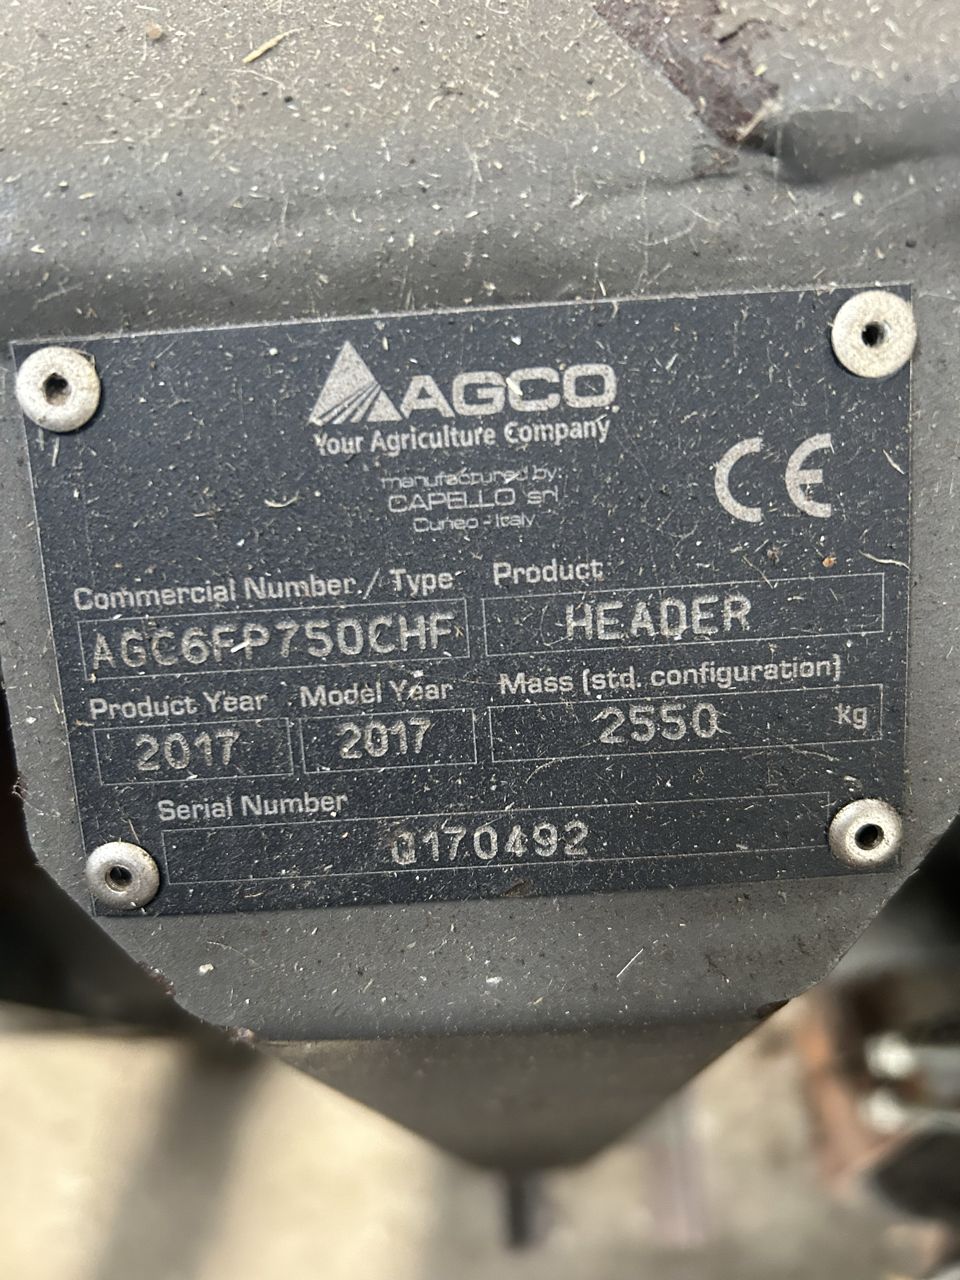 AGCO
Your Agriculture Company
manufactured by:
CAPELLO srl
Cuneo - Italy
CE
Commercial Number / Type
Product
AGC6FP750CHF
HEADER
Product Year
Model Year
Mass (std. configuration)
2017
2017
2550 kg
Serial Number
Q170492